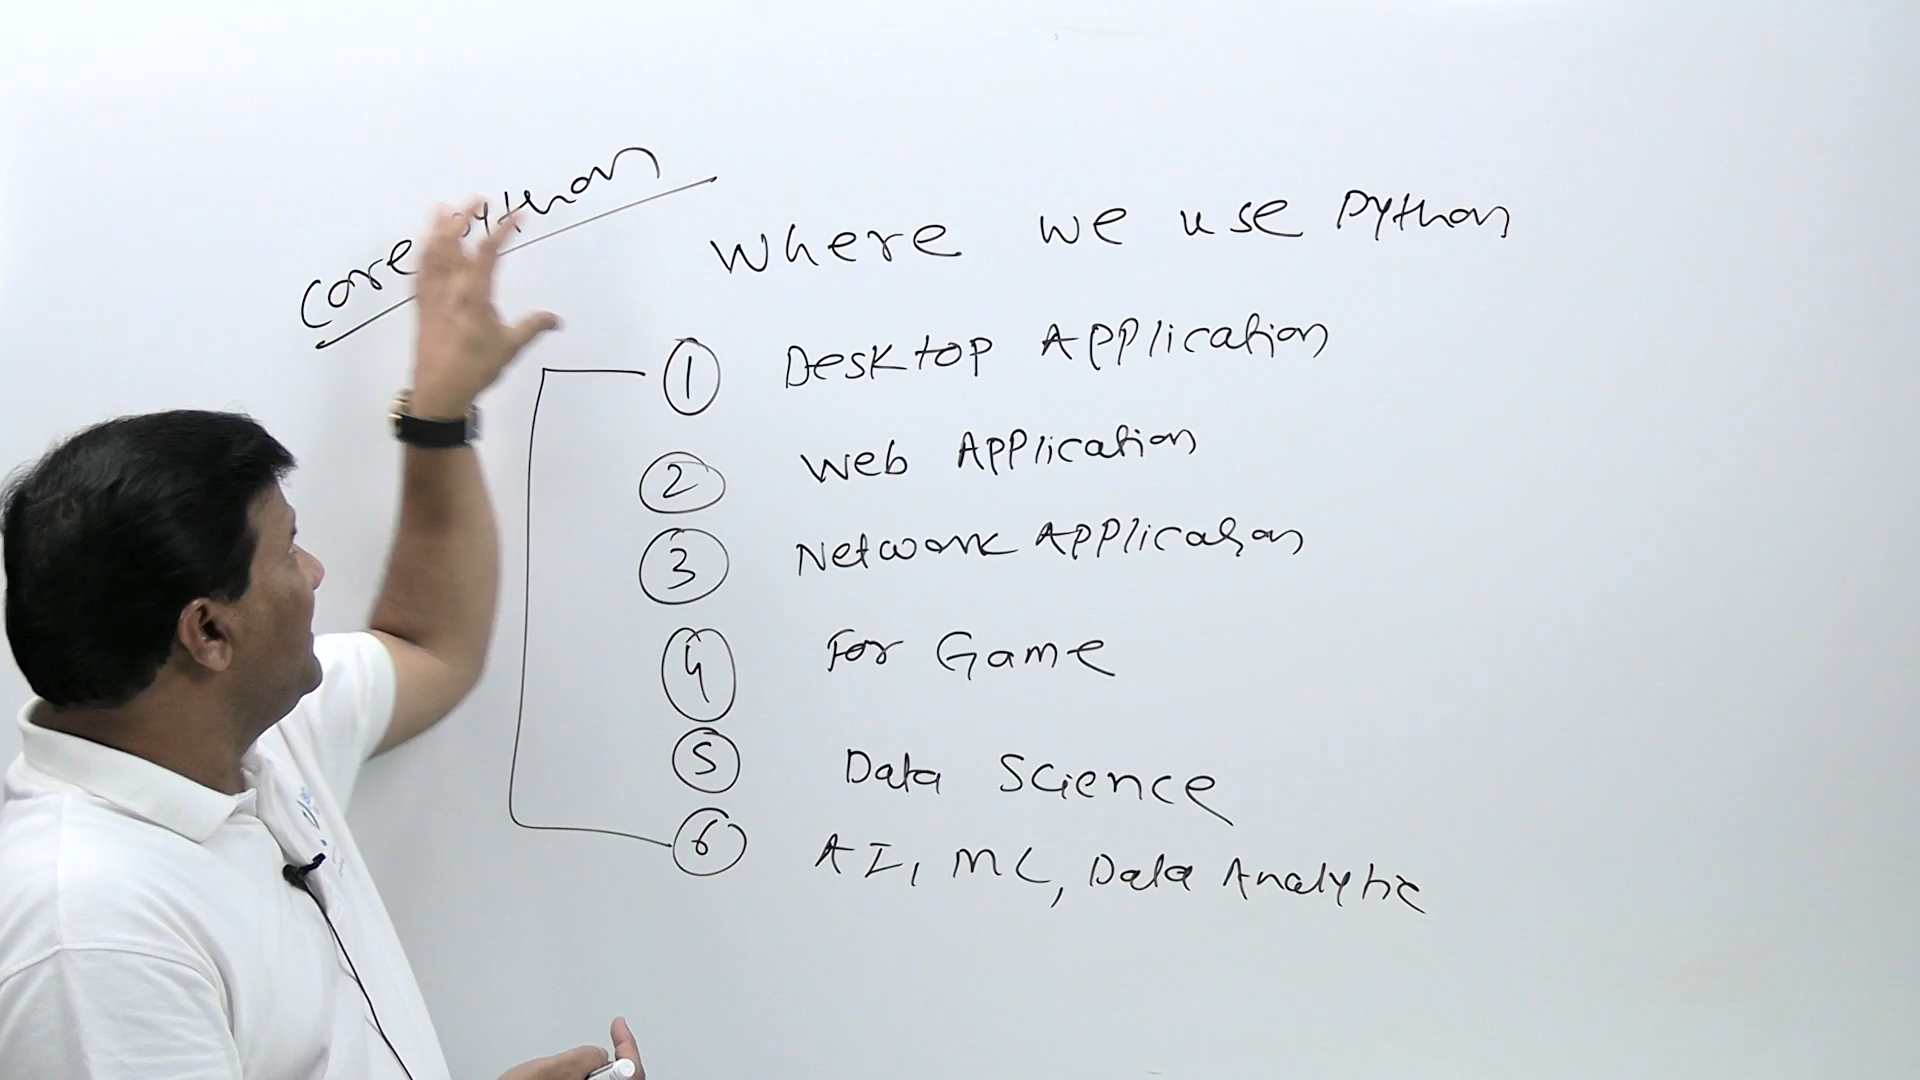 Core Python
Where we use Python
1 Desktop Application
2 Web Application
3 Network Application
4 For Game
5 Data Science
6 AI, ML, Data Analytic